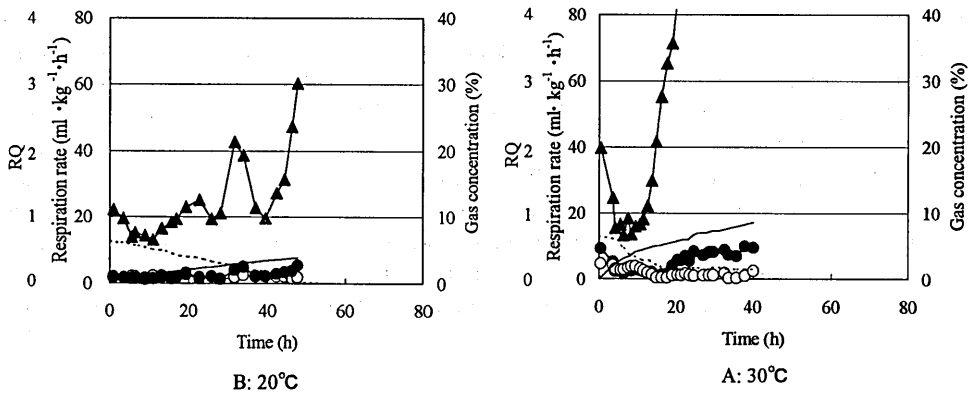 4 80 40
3 60 30
2 40 20
1 20 10
0 0 0
RQ
Respiration rate (ml・kg⁻¹・h⁻¹)
Gas concentration (%)
0 20 40 60 80
Time (h)
B: 20℃
4 80 40
3 60 30
2 40 20
1 20 10
0 0 0
RQ
Respiration rate (ml・kg⁻¹・h⁻¹)
Gas concentration (%)
0 20 40 60 80
Time (h)
A: 30℃